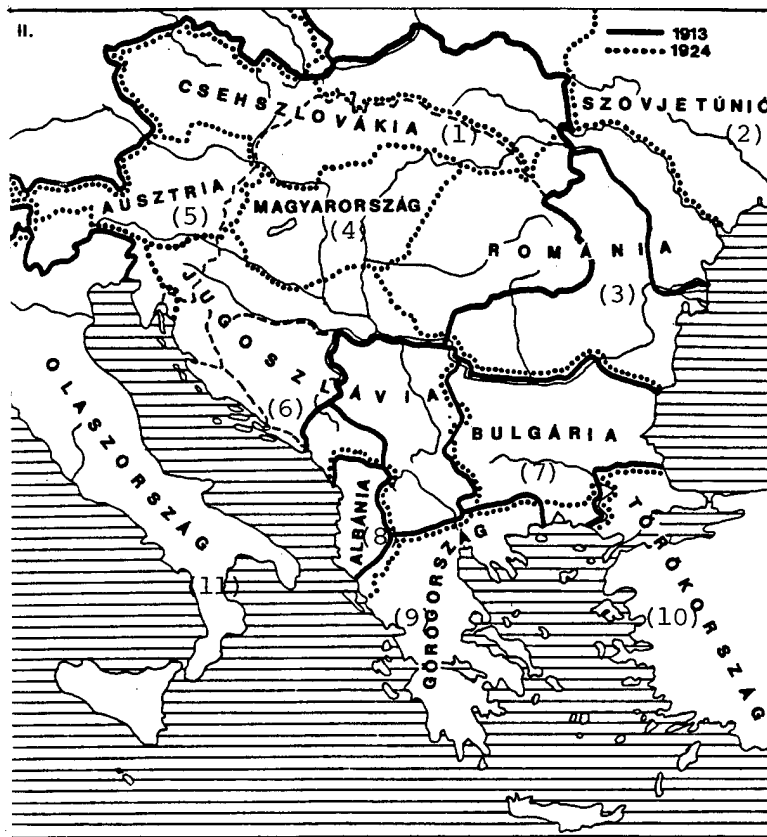 II.
1913
1924
CSEHSZLOVÁKIA
(1)
SZOVJETÚNIÓ
(2)
AUSZTRIA
(5)
MAGYARORSZÁG
(4)
ROMÁNIA
(3)
JUGOSZLÁVIA
(6)
OLASZORSZÁG
(11)
BULGÁRIA
(7)
ALBÁNIA
8
GÖRÖGORSZÁG
(9)
TÖRÖKORSZÁG
(10)